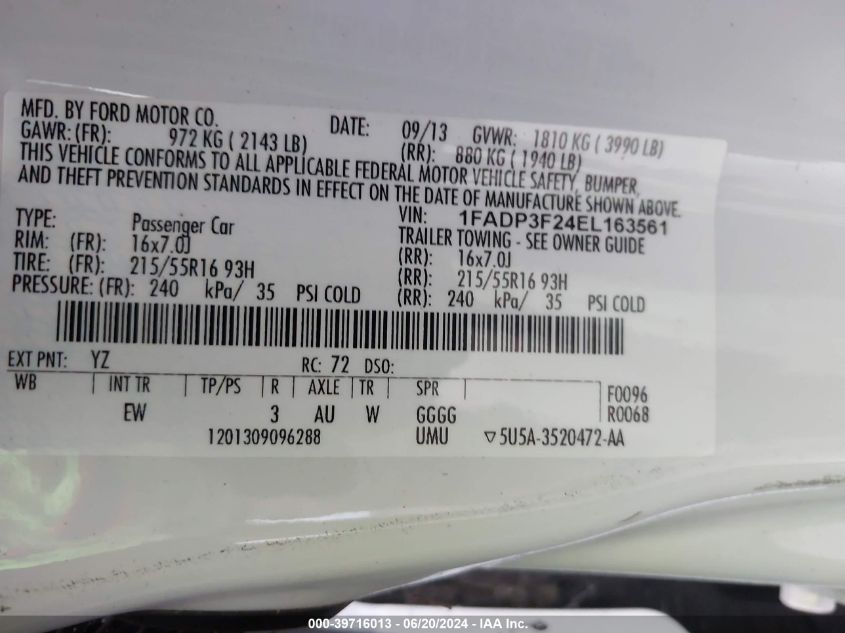 MFD. BY FORD MOTOR CO.
DATE: 09/13 GVWR: 1810 KG ( 3990 LB)
GAWR: (FR): 972 KG ( 2143 LB) (RR): 880 KG ( 1940 LB)
THIS VEHICLE CONFORMS TO ALL APPLICABLE FEDERAL MOTOR VEHICLE SAFETY, BUMPER,
AND THEFT PREVENTION STANDARDS IN EFFECT ON THE DATE OF MANUFACTURE SHOWN ABOVE.
TYPE: Passenger Car VIN: 1FADP3F24EL163561
TRAILER TOWING - SEE OWNER GUIDE
RIM: (FR): 16x7.0J (RR): 16x7.0J
TIRE: (FR): 215/55R16 93H (RR): 215/55R16 93H
PRESSURE: (FR): 240 kPa/ 35 PSI COLD (RR): 240 kPa/ 35 PSI COLD
EXT PNT: YZ RC: 72 DSO:
WB | INT TR | TP/PS | R | AXLE | TR | SPR F0096
EW 3 AU W GGGG R0068
1201309096288 UMU ▽5U5A-3520472-AA
000-39716013 - 06/20/2024 - IAA Inc.